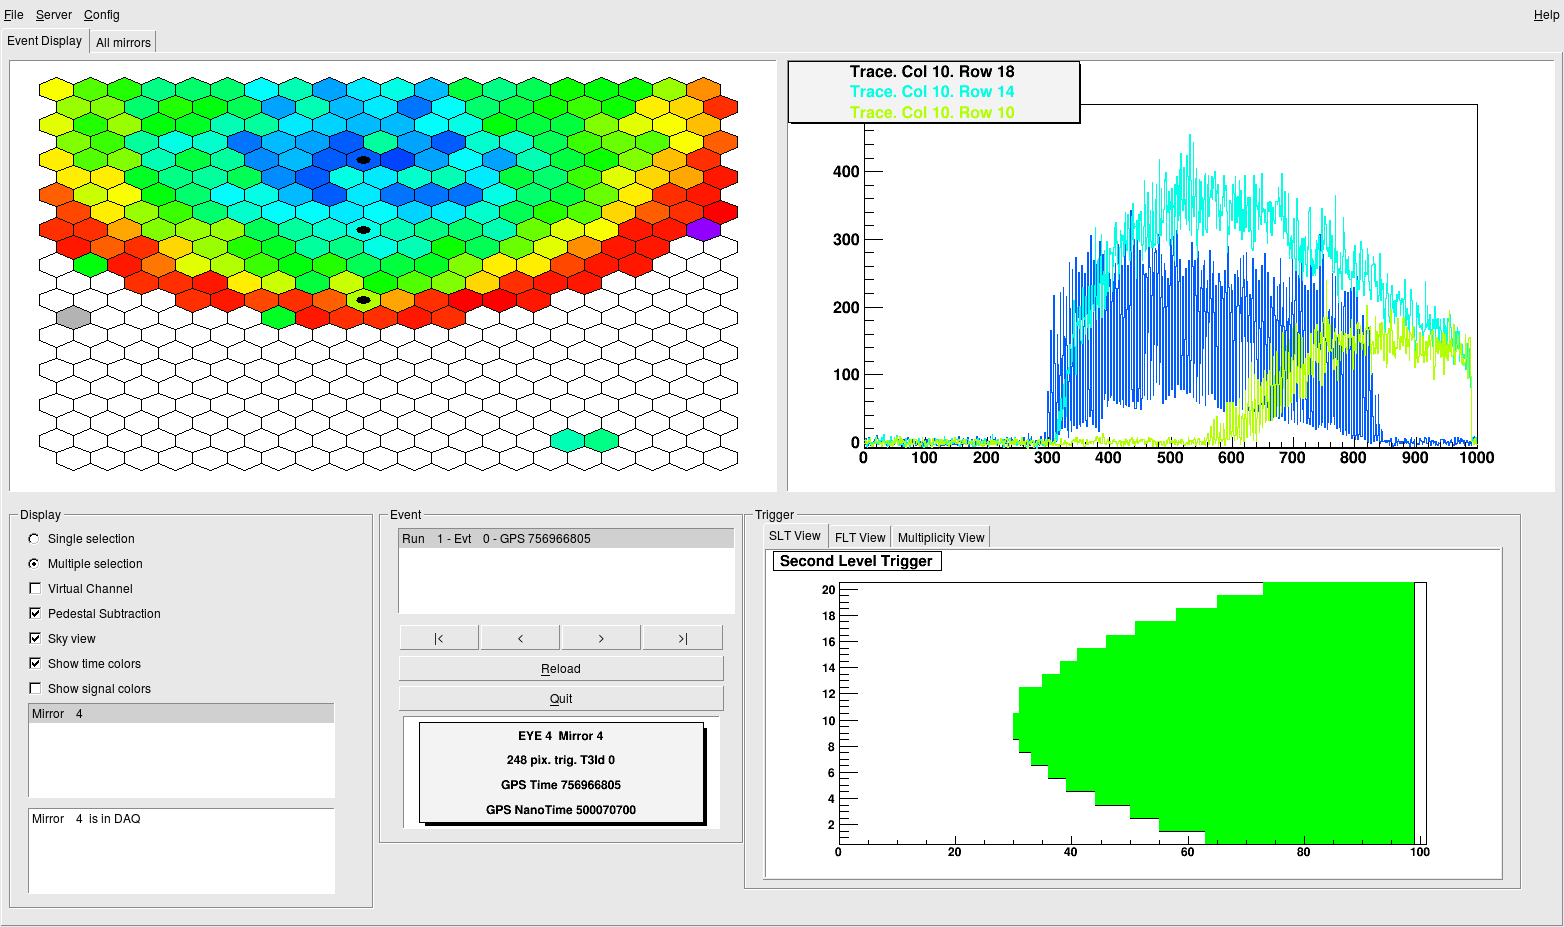 File Server Config Help
Event Display All mirrors
Trace. Col 10. Row 18
Trace. Col 10. Row 14
Trace. Col 10. Row 10
400
300
200
100
0
0 100 200 300 400 500 600 700 800 900 1000
Display
Single selection
Multiple selection
Virtual Channel
Pedestal Subtraction
Sky view
Show time colors
Show signal colors
Mirror 4
Mirror 4 is in DAQ
Event
Run 1 - Evt 0 - GPS 756966805
|< < > >|
Reload
Quit
EYE 4 Mirror 4
248 pix. trig. T3Id 0
GPS Time 756966805
GPS NanoTime 500070700
Trigger
SLT View FLT View Multiplicity View
Second Level Trigger
20
18
16
14
12
10
8
6
4
2
0 20 40 60 80 100